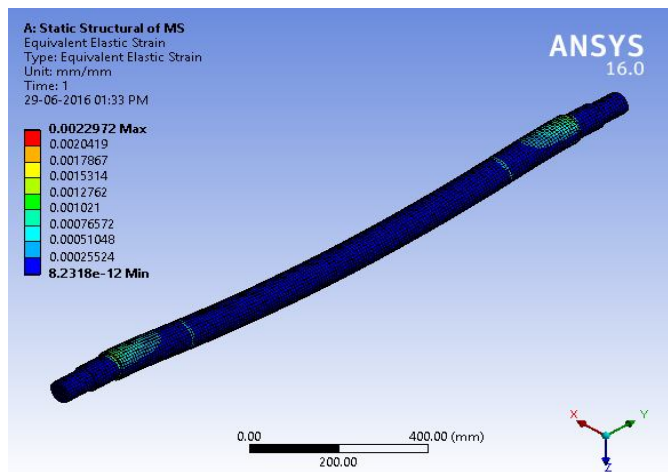 A: Static Structural of MS
Equivalent Elastic Strain
Type: Equivalent Elastic Strain
Unit: mm/mm
Time: 1
29-06-2016 01:33 PM
ANSYS
16.0
0.0022972 Max
0.0020419
0.0017867
0.0015314
0.0012762
0.001021
0.00076572
0.00051048
0.00025524
8.2318e-12 Min
0.00
400.00 (mm)
200.00
X
Y
Z